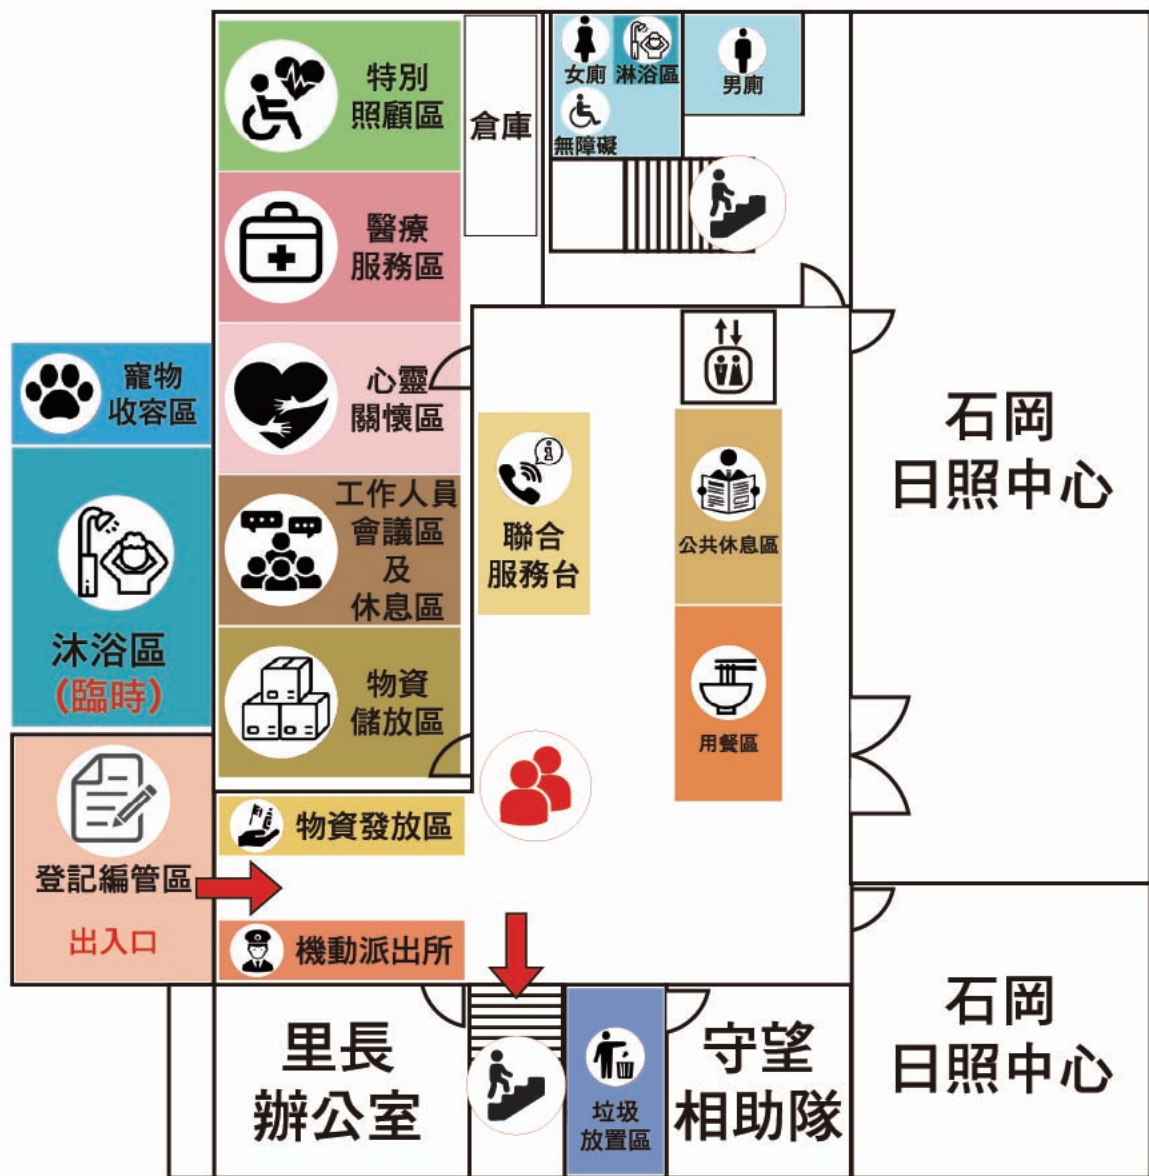 特別
照顧區
倉庫
女廁
淋浴區
無障礙
男廁
醫療
服務區
寵物
收容區
心靈
關懷區
石岡
日照中心
工作人員
會議區
及
休息區
聯合
服務台
公共休息區
沐浴區
(臨時)
物資
儲放區
用餐區
登記編管區
出入口
物資發放區
機動派出所
里長
辦公室
垃圾
放置區
守望
相助隊
石岡
日照中心